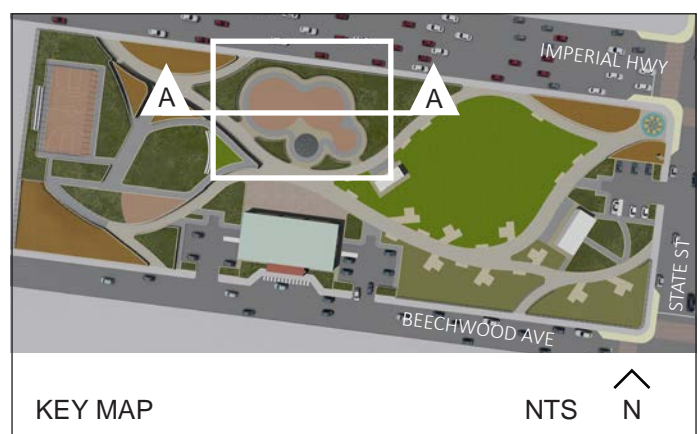 IMPERIAL HWY
A A
STATE ST
BEECHWOOD AVE
KEY MAP NTS N